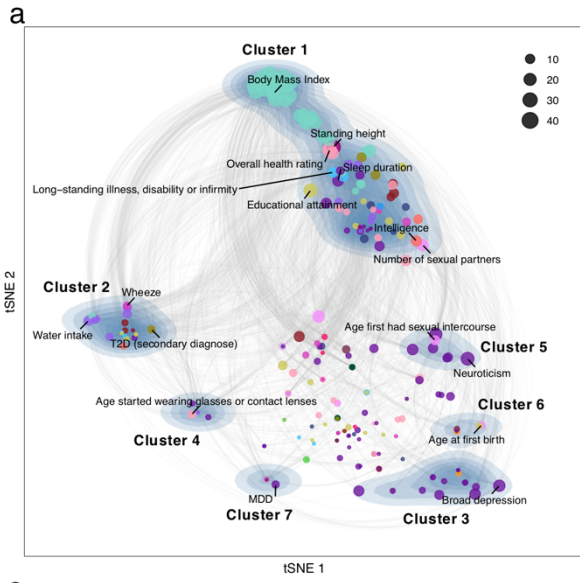 a
Cluster 1
Body Mass Index
10
20
30
40
Standing height
Overall health rating
Sleep duration
Long-standing illness, disability or infirmity
Educational attainment
Intelligence
Number of sexual partners
Cluster 2
Wheeze
Water intake
T2D (secondary diagnose)
Age first had sexual intercourse
Cluster 5
Neuroticism
Age started wearing glasses or contact lenses
Cluster 6
Cluster 4
Age at first birth
MDD
Cluster 7
Broad depression
Cluster 3
tSNE 1
tSNE 2